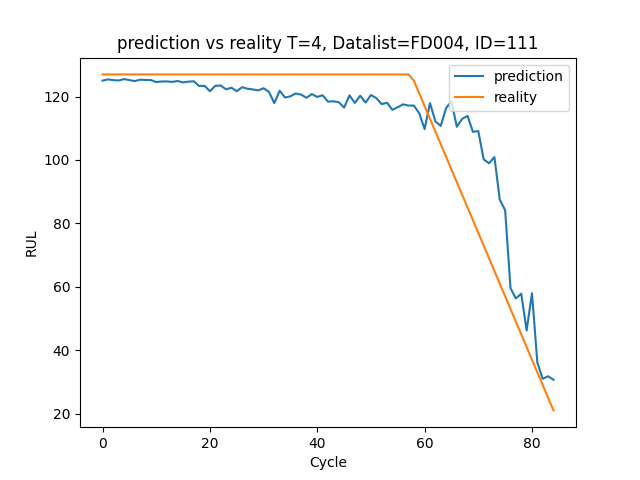 prediction vs reality T=4, Datalist=FD004, ID=111
prediction
reality
120
100
80
60
40
20
RUL
0 20 40 60 80
Cycle